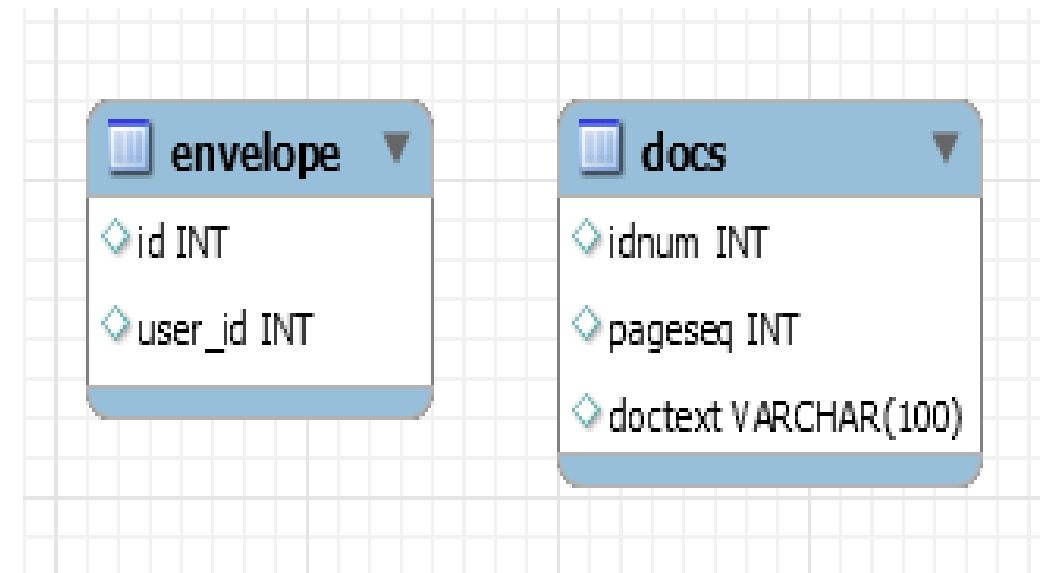 envelope
id INT
user_id INT
docs
idnum INT
pageseq INT
doctext VARCHAR(100)